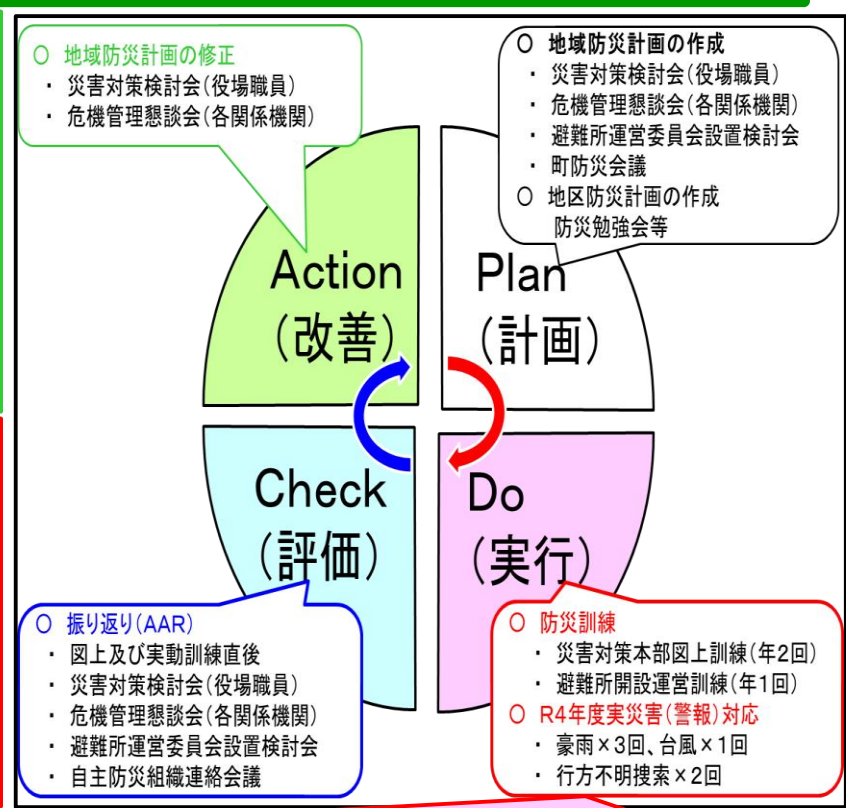 ○ 地域防災計画の修正
・ 災害対策検討会(役場職員)
・ 危機管理懇談会(各関係機関)
○ 地域防災計画の作成
・ 災害対策検討会(役場職員)
・ 危機管理懇談会(各関係機関)
・ 避難所運営委員会設置検討会
・ 町防災会議
○ 地区防災計画の作成
防災勉強会等
Action
(改善)
Plan
(計画)
Check
(評価)
Do
(実行)
○ 振り返り(AAR)
・ 図上及び実動訓練直後
・ 災害対策検討会(役場職員)
・ 危機管理懇談会(各関係機関)
・ 避難所運営委員会設置検討会
・ 自主防災組織連絡会議
○ 防災訓練
・ 災害対策本部図上訓練(年2回)
・ 避難所開設運営訓練(年1回)
○ R4年度実災害(警報)対応
・ 豪雨×3回、台風×1回
・ 行方不明捜索×2回